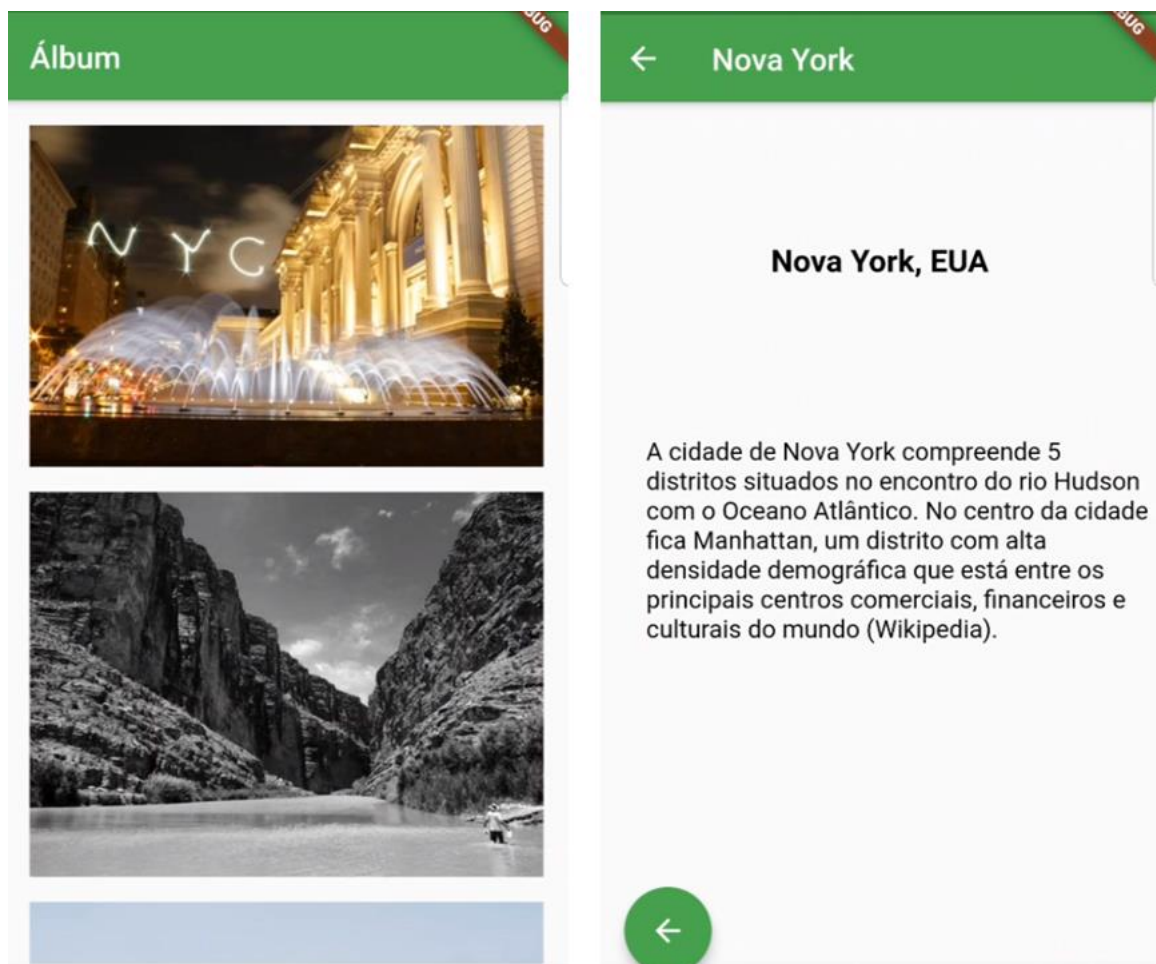 Álbum
NYC
Nova York
Nova York, EUA
A cidade de Nova York compreende 5
distritos situados no encontro do rio Hudson
com o Oceano Atlântico. No centro da cidade
fica Manhattan, um distrito com alta
densidade demográfica que está entre os
principais centros comerciais, financeiros e
culturais do mundo (Wikipedia).